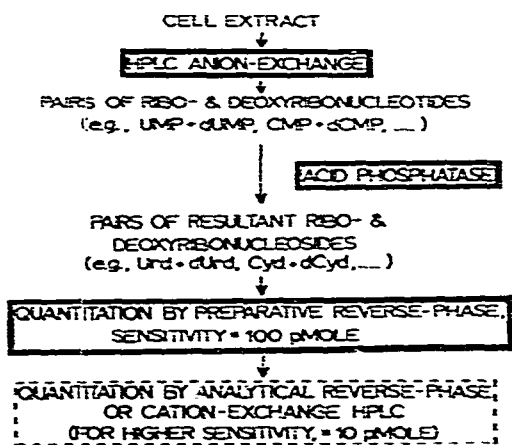 CELL EXTRACT
HPLC ANION-EXCHANGE
PAIRS OF RIBO- & DEOXYRIBONUCLEOTIDES
(e.g., UMP + dUMP, CMP + dCMP, ...)
ACID PHOSPHATASE
PAIRS OF RESULTANT RIBO- &
DEOXYRIBONUCLEOSIDES
(e.g., Urd + dUrd, Cyd + dCyd, ...)
QUANTITATION BY PREPARATIVE REVERSE-PHASE,
SENSITIVITY = 100 pMOLE
QUANTITATION BY ANALYTICAL REVERSE-PHASE
OR CATION-EXCHANGE HPLC
(FOR HIGHER SENSITIVITY, = 10 pMOLE)